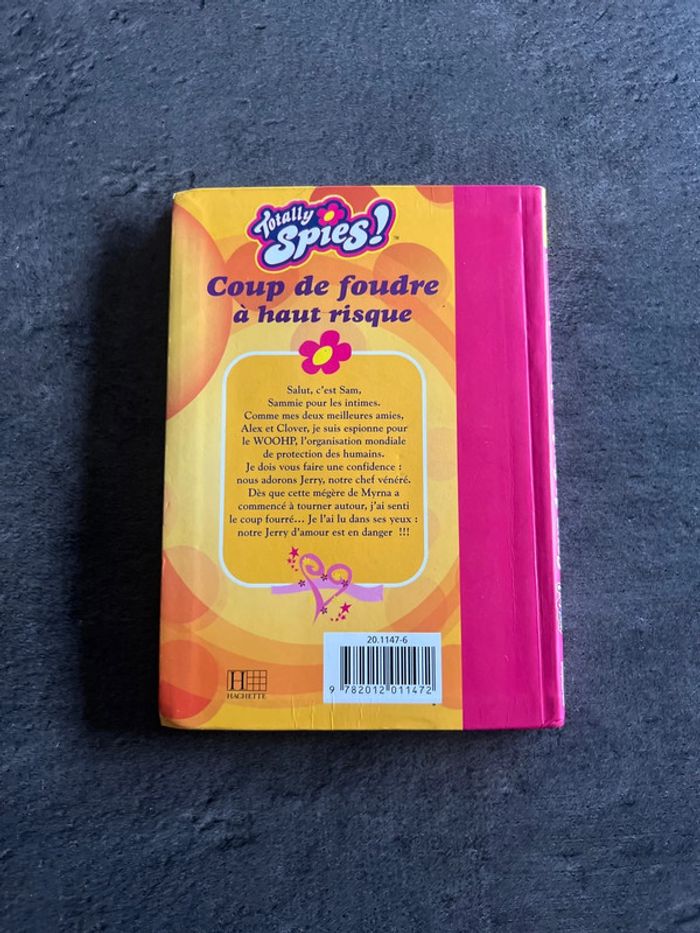 Totally
Spies!
TM
Coup de foudre
à haut risque
Salut, c'est Sam,
Sammie pour les intimes.
Comme mes deux meilleures amies,
Alex et Clover, je suis espionne pour
le WOOHP, l'organisation mondiale
de protection des humains.
Je dois vous faire une confidence :
nous adorons Jerry, notre chef vénéré.
Dès que cette mégère de Myrna a
commencé à tourner autour, j'ai senti
le coup fourré... Je l'ai lu dans ses yeux :
notre Jerry d'amour est en danger !!!
20.1147-6
9 782012 011472
H
HACHETTE